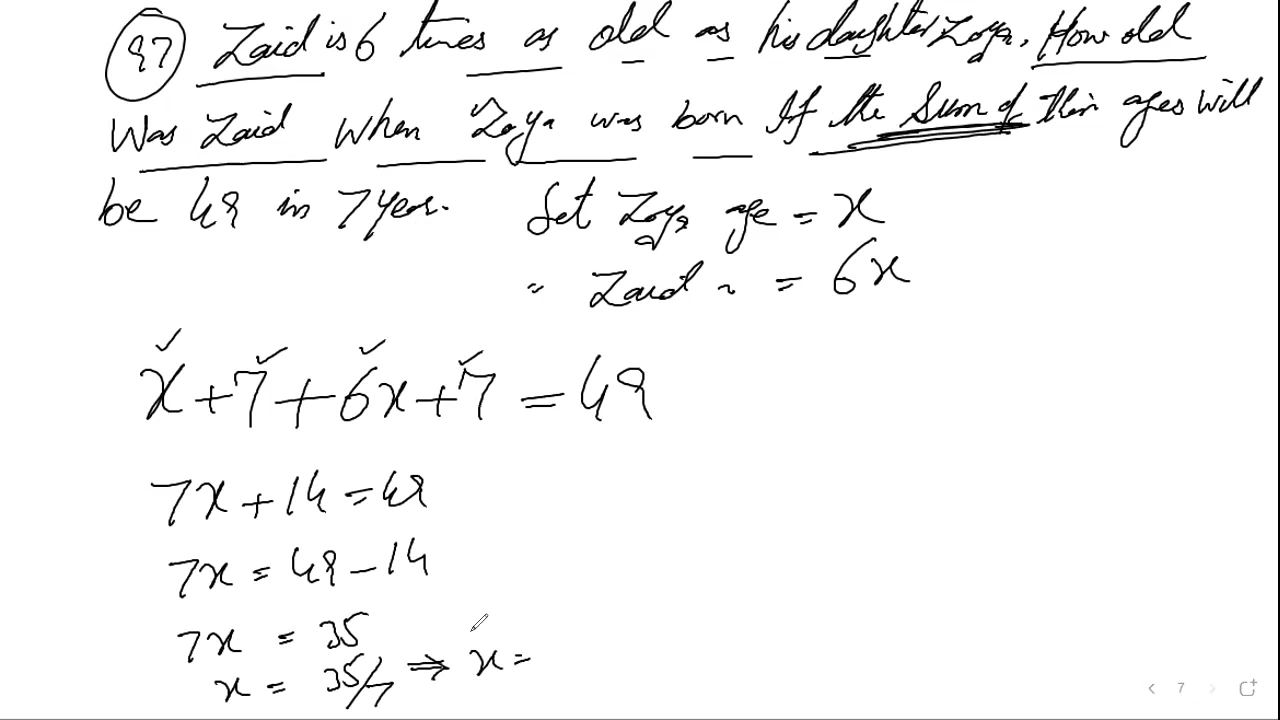 97 Zaid is 6 times as old as his daughter Zoya. How old
Was Zaid when Zoya was born If the Sum of their ages will
be 49 in 7 year.
Let Zoya age = x
" Zaid " = 6x
x+7+6x+7 = 49
7x+14=49
7x = 49-14
7x = 35
x = 35/7 ⇒ x =
7